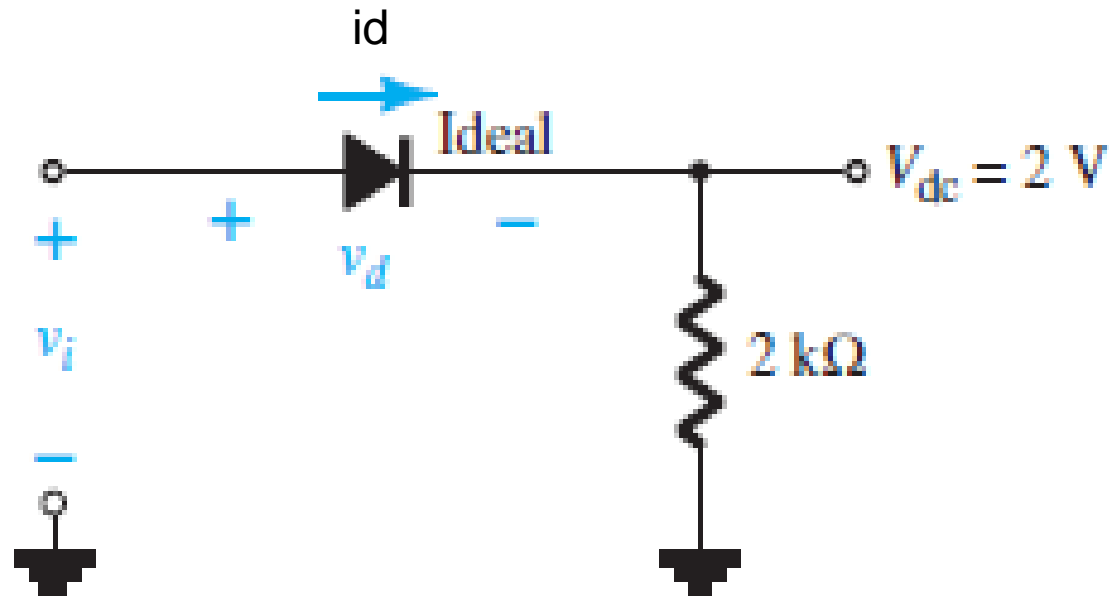 id
Ideal
V_dc = 2 V
+
+
−
v_d
v_i
2 kΩ
−